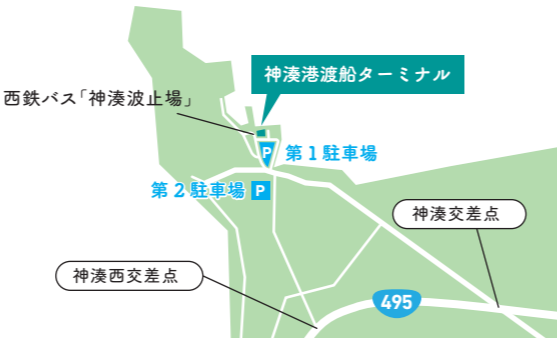 神湊港渡船ターミナル
西鉄バス「神湊波止場」
P 第1駐車場
第2駐車場 P
神湊交差点
神湊西交差点
495